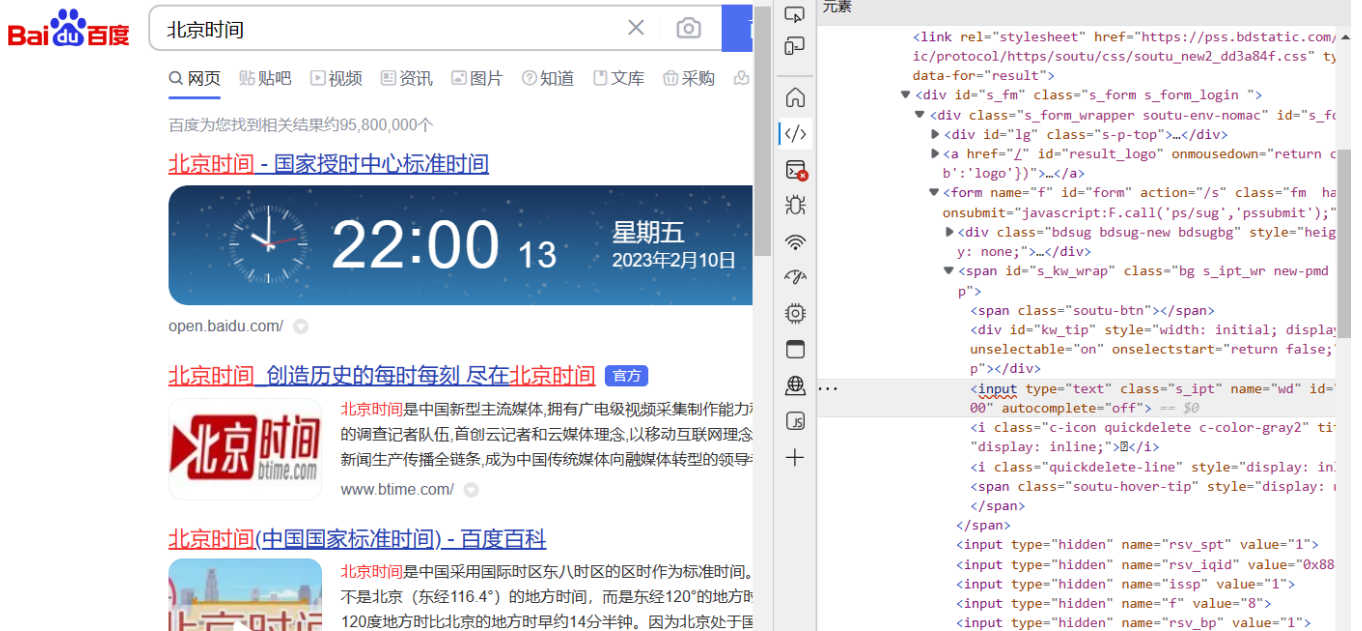 元素
Bai du 百度
北京时间
网页 贴吧 视频 资讯 图片 知道 文库 采购
百度为您找到相关结果约95,800,000个
北京时间 - 国家授时中心标准时间
22:00 13
星期五
2023年2月10日
open.baidu.com/
北京时间_创造历史的每时每刻 尽在北京时间 官方
北京时间是中国新型主流媒体,拥有广电级视频采集制作能力
的调查记者队伍,首创云记者和云媒体理念,以移动互联网理念
新闻生产传播全链条,成为中国传统媒体向融媒体转型的领导
北京时间
btime.com
www.btime.com/
北京时间(中国国家标准时间) - 百度百科
北京时间是中国采用国际时区东八时区的区时作为标准时间。
不是北京（东经116.4°）的地方时间，而是东经120°的地方时
120度地方时比北京的地方时早约14分半钟。因为北京处于国
北京时间
<link rel="stylesheet" href="https://pss.bdstatic.com/
ic/protocol/https/soutu/css/soutu_new2_dd3a84f.css" ty
data-for="result">
<div id="s_fm" class="s_form s_form_login ">
<div class="s_form_wrapper soutu-env-nomac" id="s_fo
<div id="lg" class="s-p-top">…</div>
<a href="/" id="result_logo" onmousedown="return c
b':'logo'})">…</a>
<form name="f" id="form" action="/s" class="fm  ha
onsubmit="javascript:F.call('ps/sug','pssubmit');"
<div class="bdsug bdsug-new bdsugbg" style="heig
y: none;">…</div>
<span id="s_kw_wrap" class="bg s_ipt_wr new-pmd
p">
<span class="soutu-btn"></span>
<div id="kw_tip" style="width: initial; display
unselectable="on" onselectstart="return false;"
p"></div>
<input type="text" class="s_ipt" name="wd" id=
00" autocomplete="off"> == $0
<i class="c-icon quickdelete c-color-gray2" tit
"display: inline;"></i>
<i class="quickdelete-line" style="display: inl
<span class="soutu-hover-tip" style="display: n
</span>
</span>
<input type="hidden" name="rsv_spt" value="1">
<input type="hidden" name="rsv_iqid" value="0x88
<input type="hidden" name="issp" value="1">
<input type="hidden" name="f" value="8">
<input type="hidden" name="rsv_bp" value="1">